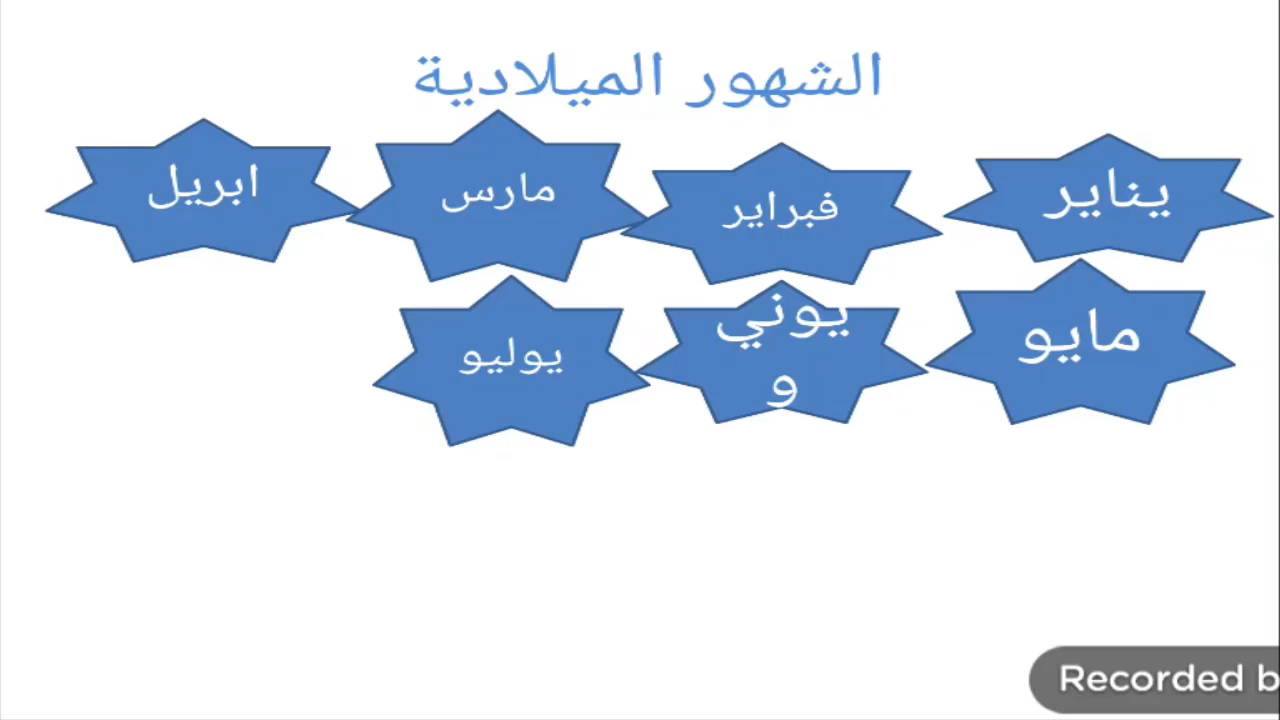 الشهور الميلادية
يناير
فبراير
مارس
ابريل
مايو
يوني
و
يوليو
Recorded b